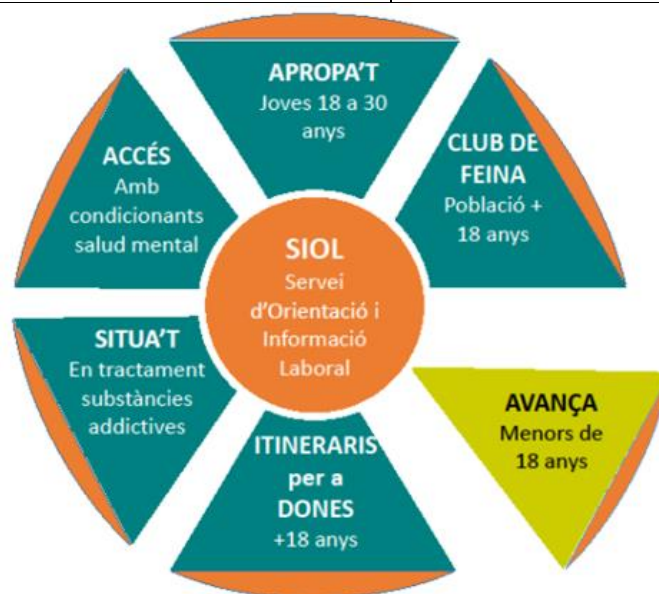 APROPA'T
Joves 18 a 30
anys
CLUB DE
FEINA
Població +
18 anys
ACCÉS
Amb
condicionants
salud mental
SIOL
Servei
d'Orientació i
Informació
Laboral
SITUA'T
En tractament
substàncies
addictives
AVANÇA
Menors de
18 anys
ITINERARIS
per a
DONES
+18 anys